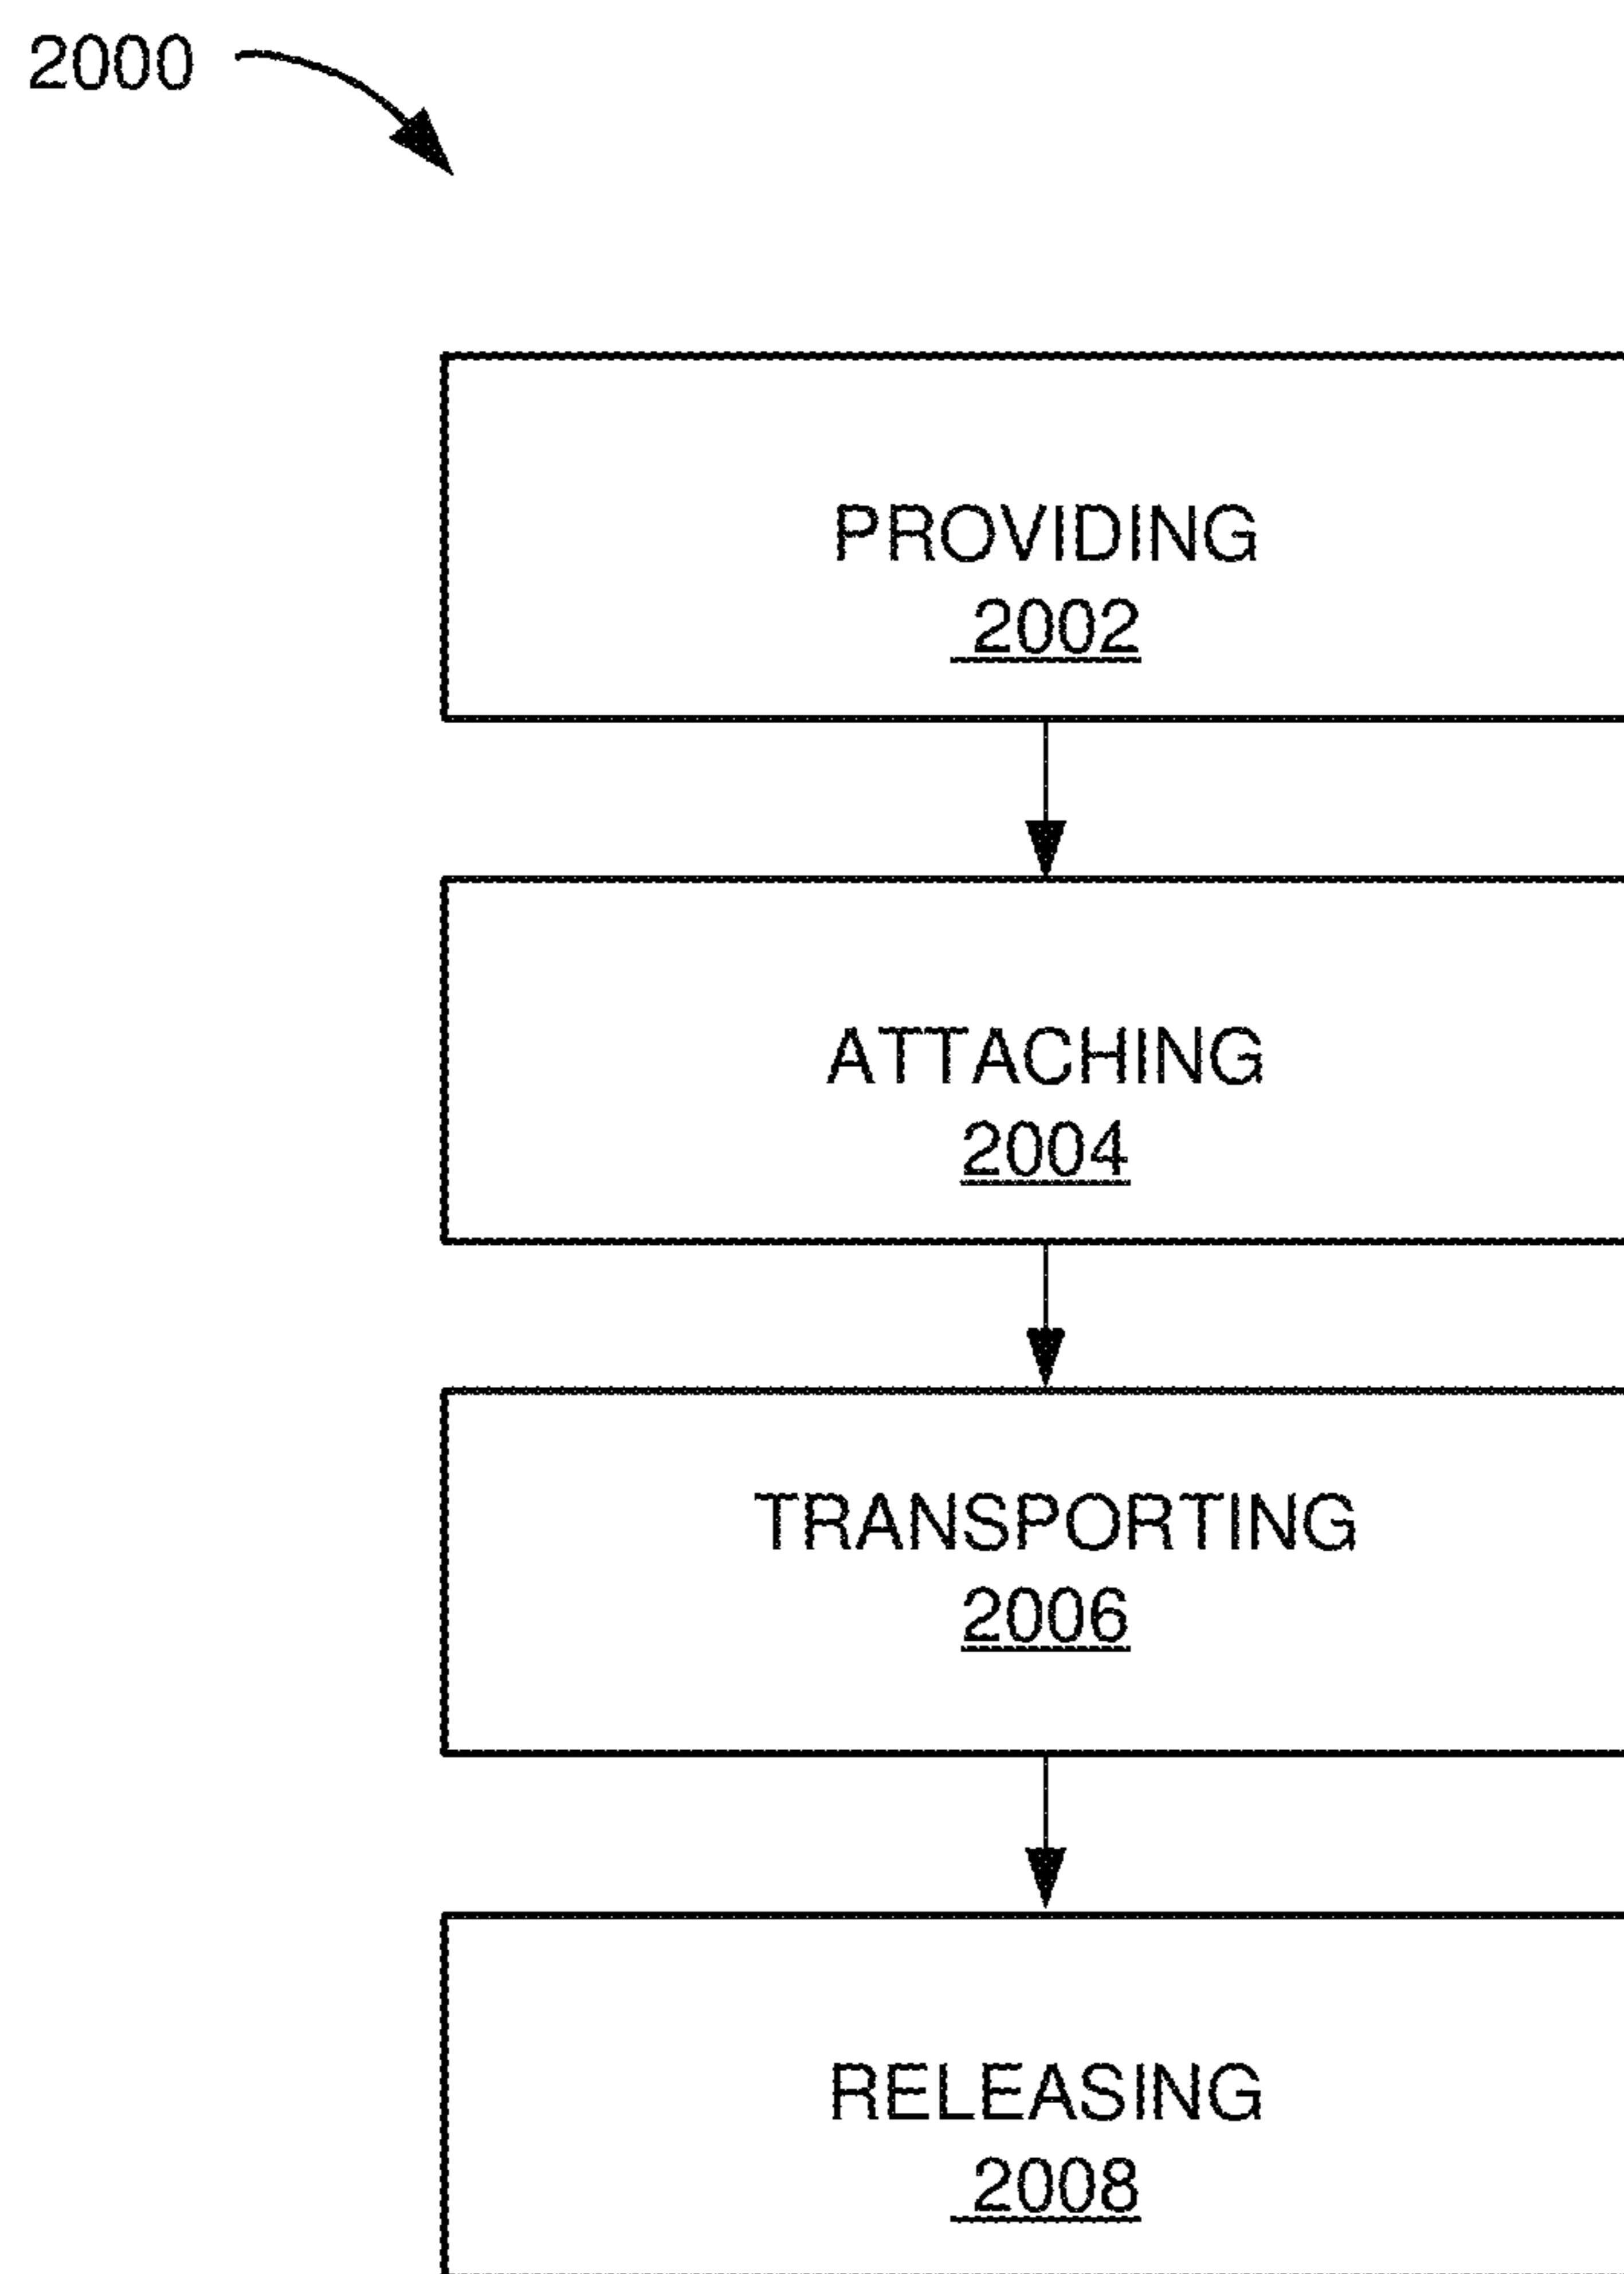 2000
PROVIDING
2002
ATTACHING
2004
TRANSPORTING
2006
RELEASING
2008